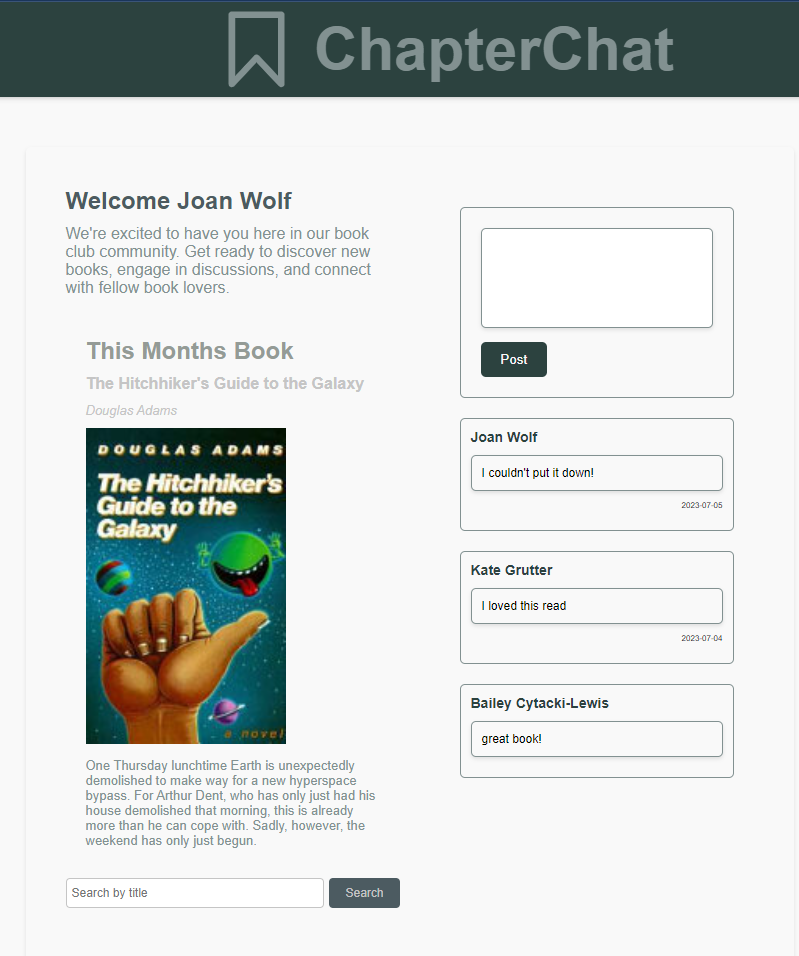 ChapterChat
Welcome Joan Wolf
We're excited to have you here in our book
club community. Get ready to discover new
books, engage in discussions, and connect
with fellow book lovers.
This Months Book
The Hitchhiker's Guide to the Galaxy
Douglas Adams
DOUGLAS ADAMS
The Hitchhiker's
Guide to the
Galaxy
a novel
One Thursday lunchtime Earth is unexpectedly
demolished to make way for a new hyperspace
bypass. For Arthur Dent, who has only just had his
house demolished that morning, this is already
more than he can cope with. Sadly, however, the
weekend has only just begun.
Search by title
Search
Post
Joan Wolf
I couldn't put it down!
2023-07-05
Kate Grutter
I loved this read
2023-07-04
Bailey Cytacki-Lewis
great book!